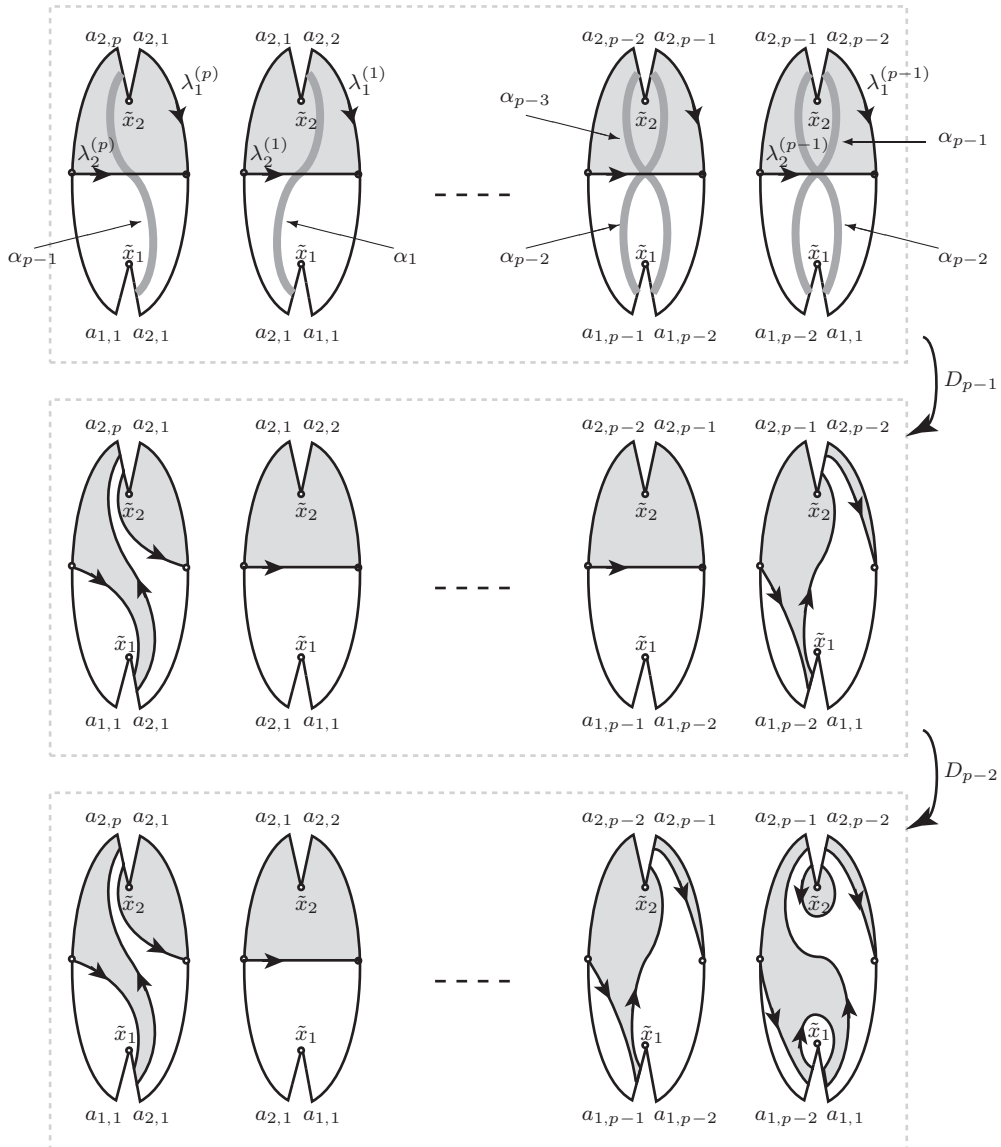 a_{2,p} a_{2,1} a_{2,1} a_{2,2} a_{2,p-2} a_{2,p-1} a_{2,p-1} a_{2,p-2}
λ_1^{(p)} λ_1^{(1)} λ_1^{(p-1)}
α_{p-3}
x̃_2 x̃_2 x̃_2 x̃_2
λ_2^{(p)} λ_2^{(1)} λ_2^{(p-1)} α_{p-1}
α_{p-1} x̃_1 x̃_1 α_1 α_{p-2} x̃_1 x̃_1 α_{p-2}
a_{1,1} a_{2,1} a_{2,1} a_{1,1} a_{1,p-1} a_{1,p-2} a_{1,p-2} a_{1,1}
D_{p-1}
a_{2,p} a_{2,1} a_{2,1} a_{2,2} a_{2,p-2} a_{2,p-1} a_{2,p-1} a_{2,p-2}
x̃_2 x̃_2 x̃_2 x̃_2
x̃_1 x̃_1 x̃_1 x̃_1
a_{1,1} a_{2,1} a_{2,1} a_{1,1} a_{1,p-1} a_{1,p-2} a_{1,p-2} a_{1,1}
D_{p-2}
a_{2,p} a_{2,1} a_{2,1} a_{2,2} a_{2,p-2} a_{2,p-1} a_{2,p-1} a_{2,p-2}
x̃_2 x̃_2 x̃_2 x̃_2
x̃_1 x̃_1 x̃_1 x̃_1
a_{1,1} a_{2,1} a_{2,1} a_{1,1} a_{1,p-1} a_{1,p-2} a_{1,p-2} a_{1,1}